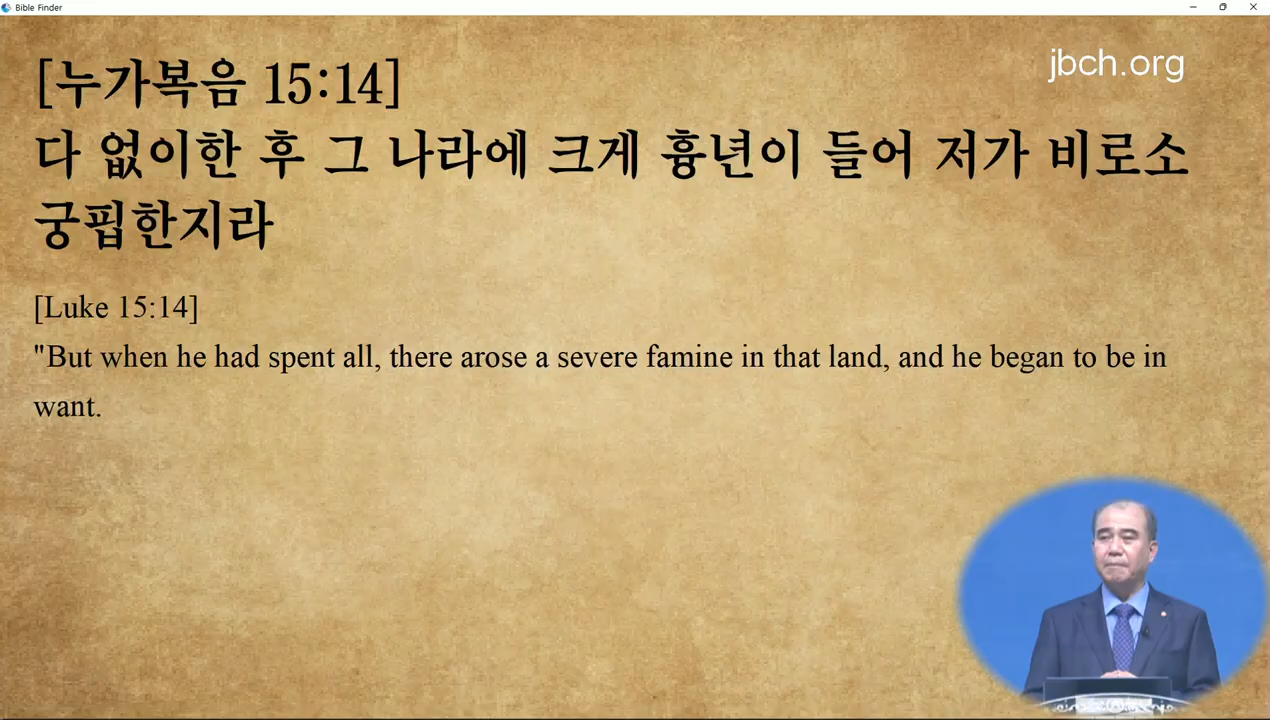 Bible Finder
jbch.org
[누가복음 15:14]
다 없이한 후 그 나라에 크게 흉년이 들어 저가 비로소
궁핍한지라
[Luke 15:14]
"But when he had spent all, there arose a severe famine in that land, and he began to be in
want.